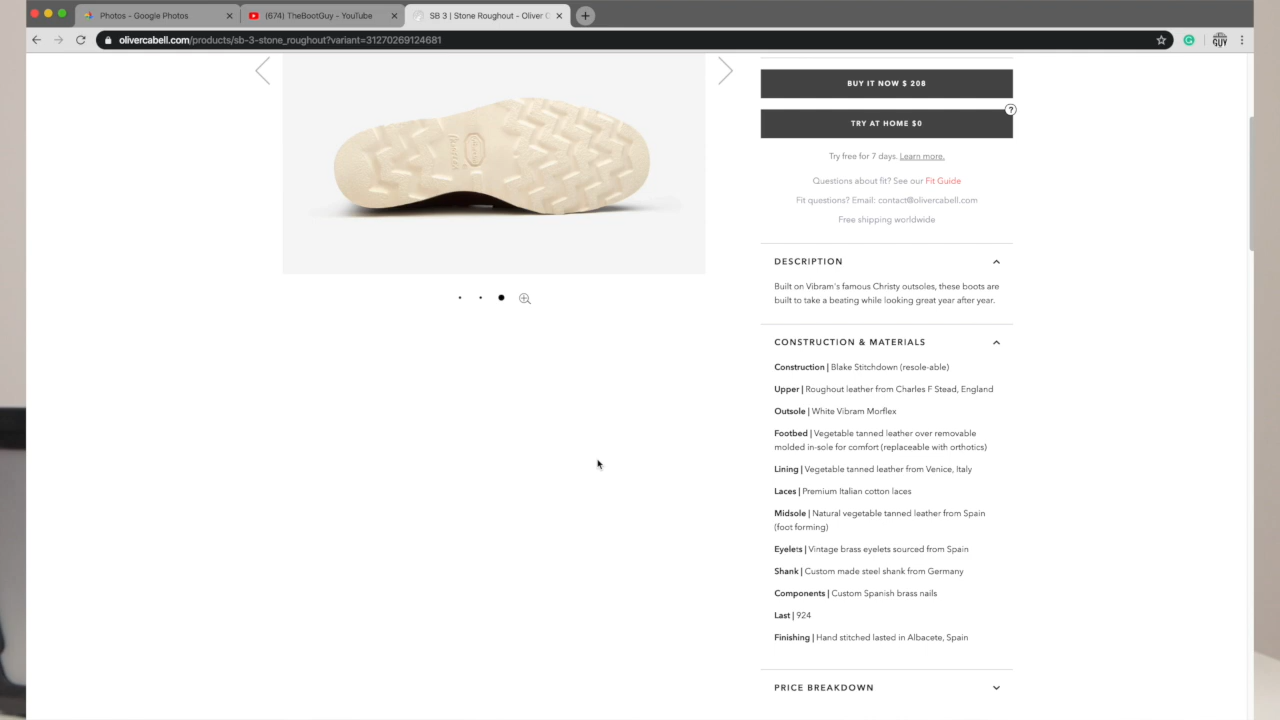 Photos - Google Photos
(674) TheBootGuy - YouTube
SB 3 | Stone Roughout - Oliver C
olivercabell.com/products/sb-3-stone_roughout?variant=31270269124681
GUY
BUY IT NOW $ 208
?
TRY AT HOME $0
Try free for 7 days. Learn more.
Questions about fit? See our Fit Guide
Fit questions? Email: contact@olivercabell.com
Free shipping worldwide
DESCRIPTION
Built on Vibram's famous Christy outsoles, these boots are
built to take a beating while looking great year after year.
CONSTRUCTION & MATERIALS
Construction | Blake Stitchdown (resole-able)
Upper | Roughout leather from Charles F Stead, England
Outsole | White Vibram Morflex
Footbed | Vegetable tanned leather over removable
molded in-sole for comfort (replaceable with orthotics)
Lining | Vegetable tanned leather from Venice, Italy
Laces | Premium Italian cotton laces
Midsole | Natural vegetable tanned leather from Spain
(foot forming)
Eyelets | Vintage brass eyelets sourced from Spain
Shank | Custom made steel shank from Germany
Components | Custom Spanish brass nails
Last | 924
Finishing | Hand stitched lasted in Albacete, Spain
PRICE BREAKDOWN